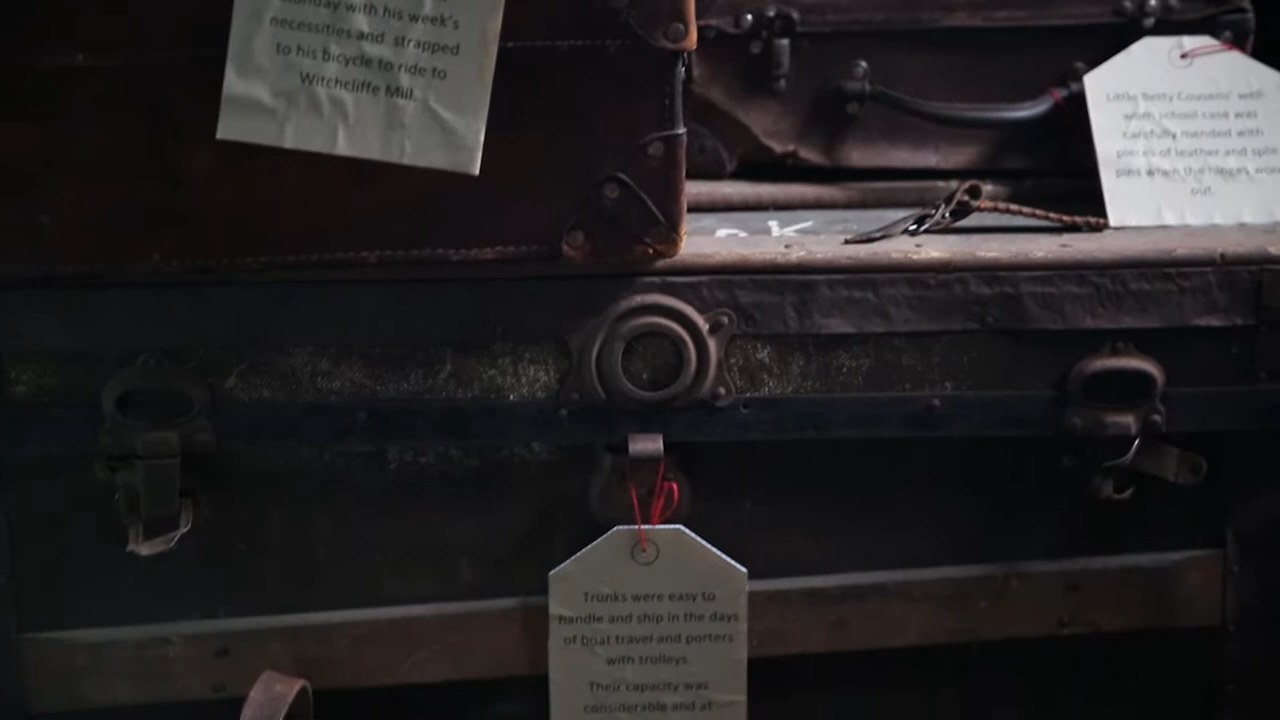 Monday with his week's
necessities and strapped
to his bicycle to ride to
Witchcliffe Mill.
Little Betty Cousens' well-
worn school case was
carefully mended with
pieces of leather and split
pins when the hinges wore
out.
K
Trunks were easy to
handle and ship in the days
of boat travel and porters
with trolleys.
Their capacity was
considerable and at